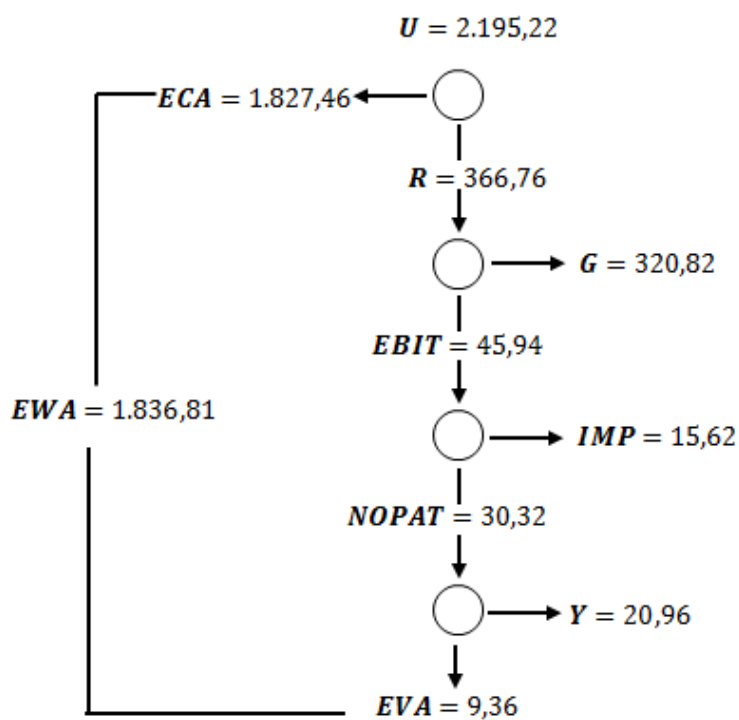 U = 2.195,22
ECA = 1.827,46
R = 366,76
G = 320,82
EBIT = 45,94
EWA = 1.836,81
IMP = 15,62
NOPAT = 30,32
Y = 20,96
EVA = 9,36